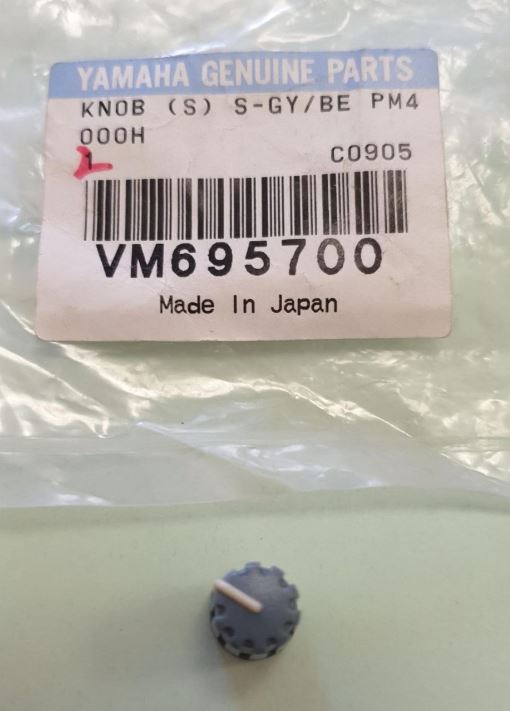 YAMAHA GENUINE PARTS
KNOB (S) S-GY/BE PM4
000H
1 C0905
VM695700
Made In Japan